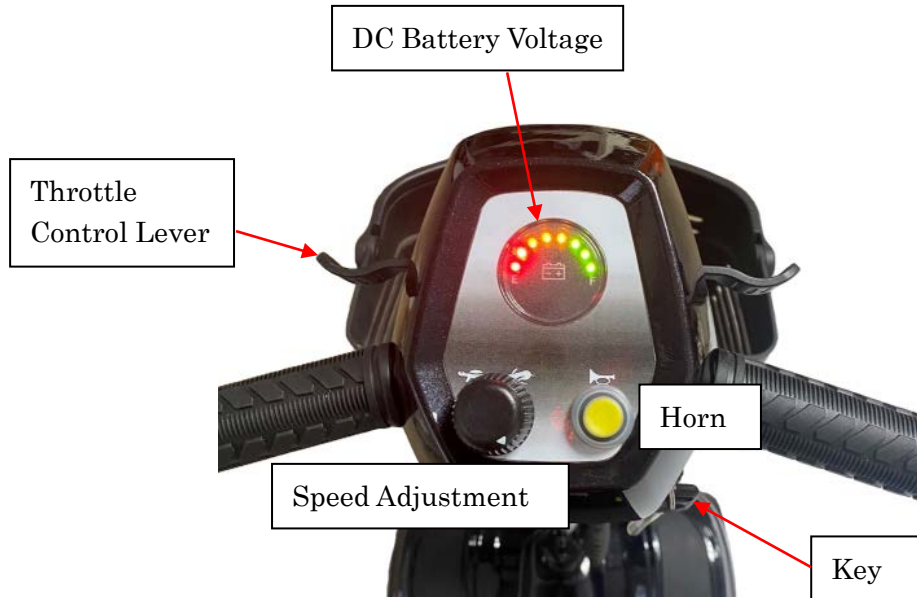 DC Battery Voltage
Throttle
Control Lever
E F
Horn
Speed Adjustment
Key